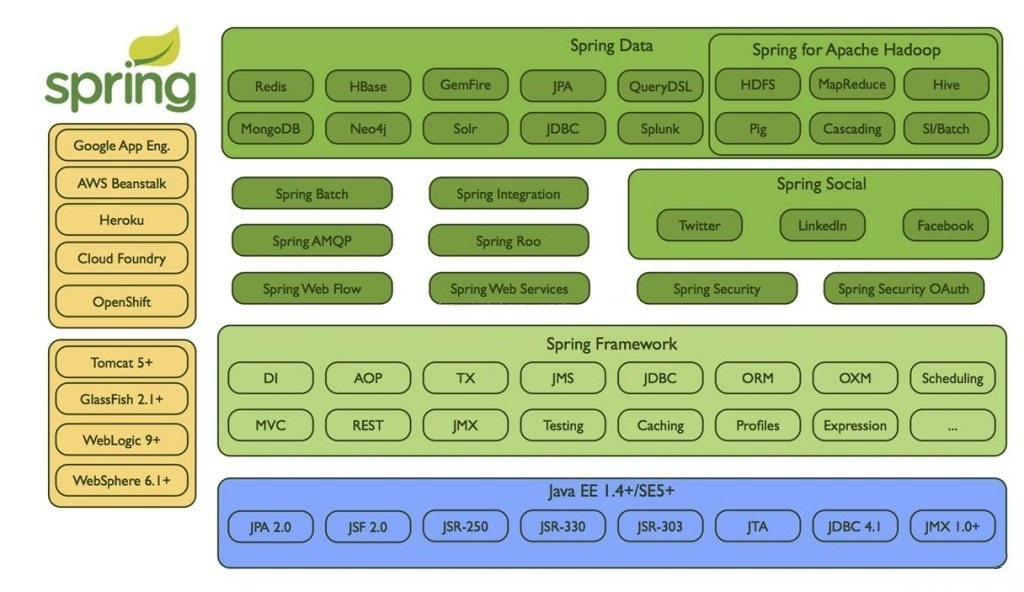 spring
Google App Eng.
AWS Beanstalk
Heroku
Cloud Foundry
OpenShift
Tomcat 5+
GlassFish 2.1+
WebLogic 9+
WebSphere 6.1+
Spring Data
Redis HBase GemFire JPA QueryDSL
MongoDB Neo4j Solr JDBC Splunk
Spring for Apache Hadoop
HDFS MapReduce Hive
Pig Cascading SI/Batch
Spring Batch Spring Integration
Spring AMQP Spring Roo
Spring Web Flow Spring Web Services
Spring Social
Twitter LinkedIn Facebook
Spring Security Spring Security OAuth
Spring Framework
DI AOP TX JMS JDBC ORM OXM Scheduling
MVC REST JMX Testing Caching Profiles Expression ...
Java EE 1.4+/SE5+
JPA 2.0 JSF 2.0 JSR-250 JSR-330 JSR-303 JTA JDBC 4.1 JMX 1.0+